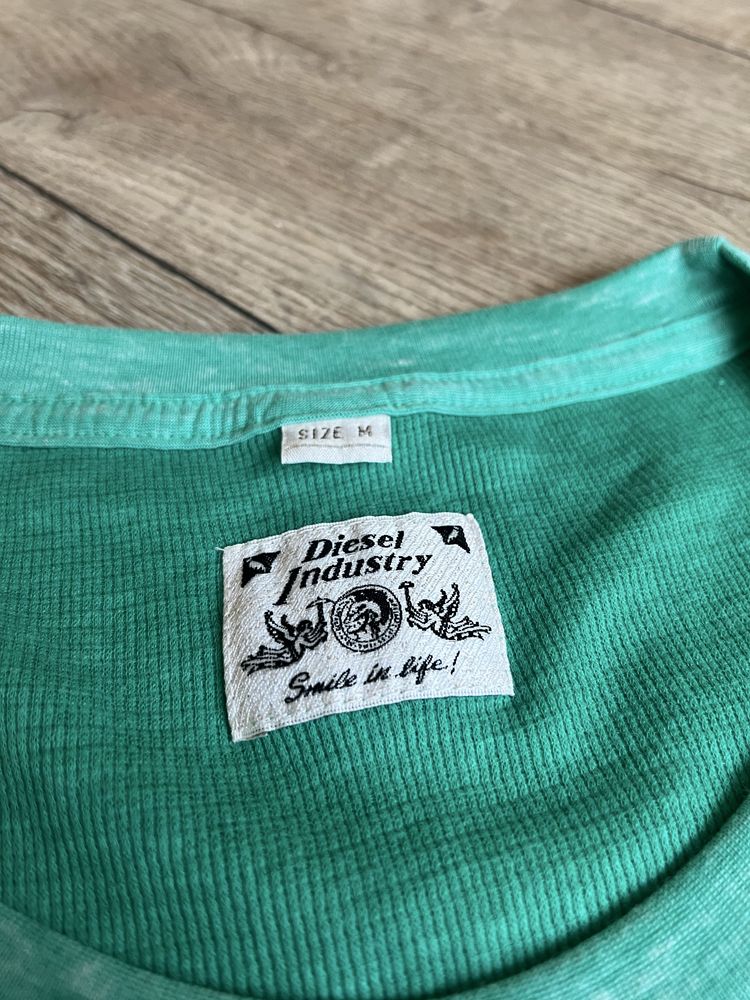 SIZE M
Diesel
Industry
Smile in life!